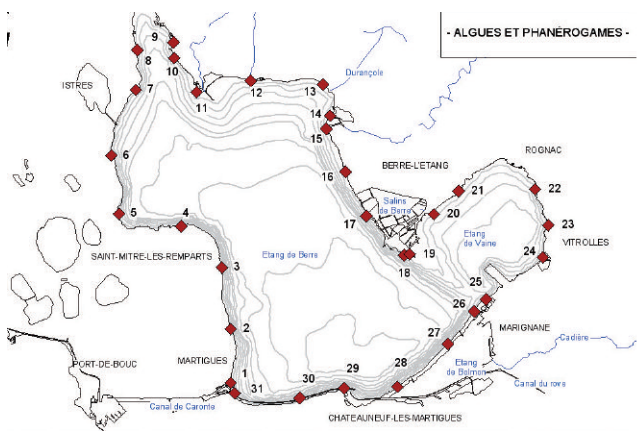 - ALGUES ET PHANÉROGAMES -
9
8
10
ISTRES
7
11
12
13
Durançole
14
15
6
BERRE-L'ETANG
ROGNAC
16
Salins
de Berre
21
22
17
20
5
4
Etang
de Vaine
23
VITROLLES
SAINT-MITRE-LES-REMPARTS
Etang de Berre
19
18
24
3
25
26
2
27
MARIGNANE
Cadière
PORT-DE-BOUC
MARTIGUES
Etang
de Bolmon
1
31
30
29
28
Canal du rove
Canal de Caronte
CHATEAUNEUF-LES-MARTIGUES